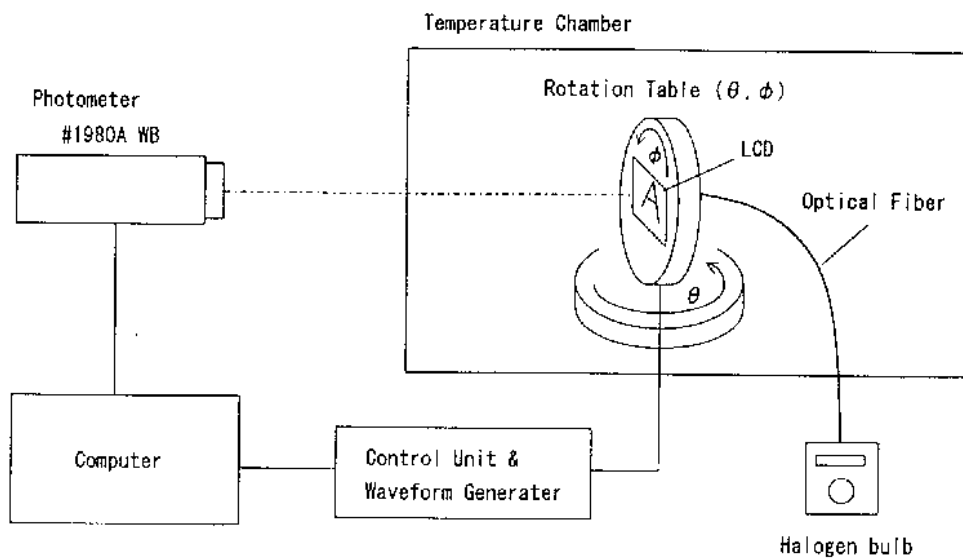 Temperature Chamber
Photometer
#1980A WB
Rotation Table (θ, ϕ)
ϕ
LCD
A
Optical Fiber
θ
Computer
Control Unit &
Waveform Generater
Halogen bulb